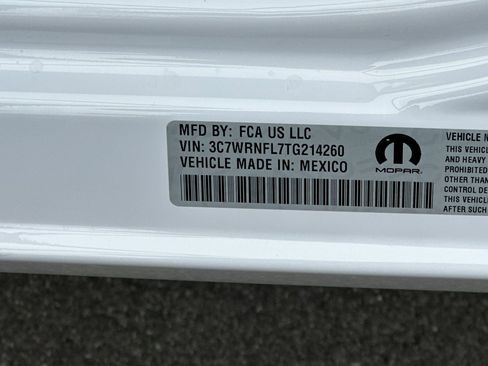 MFD BY: FCA US LLC
VIN: 3C7WRNFL7TG214260
VEHICLE MADE IN: MEXICO
MOPAR
VEHICLE
THIS VEHICL
AND HEAVY
PROHIBITED
OTHER THAN
CONTROL DE
THIS VEHICL
AFTER SUCH